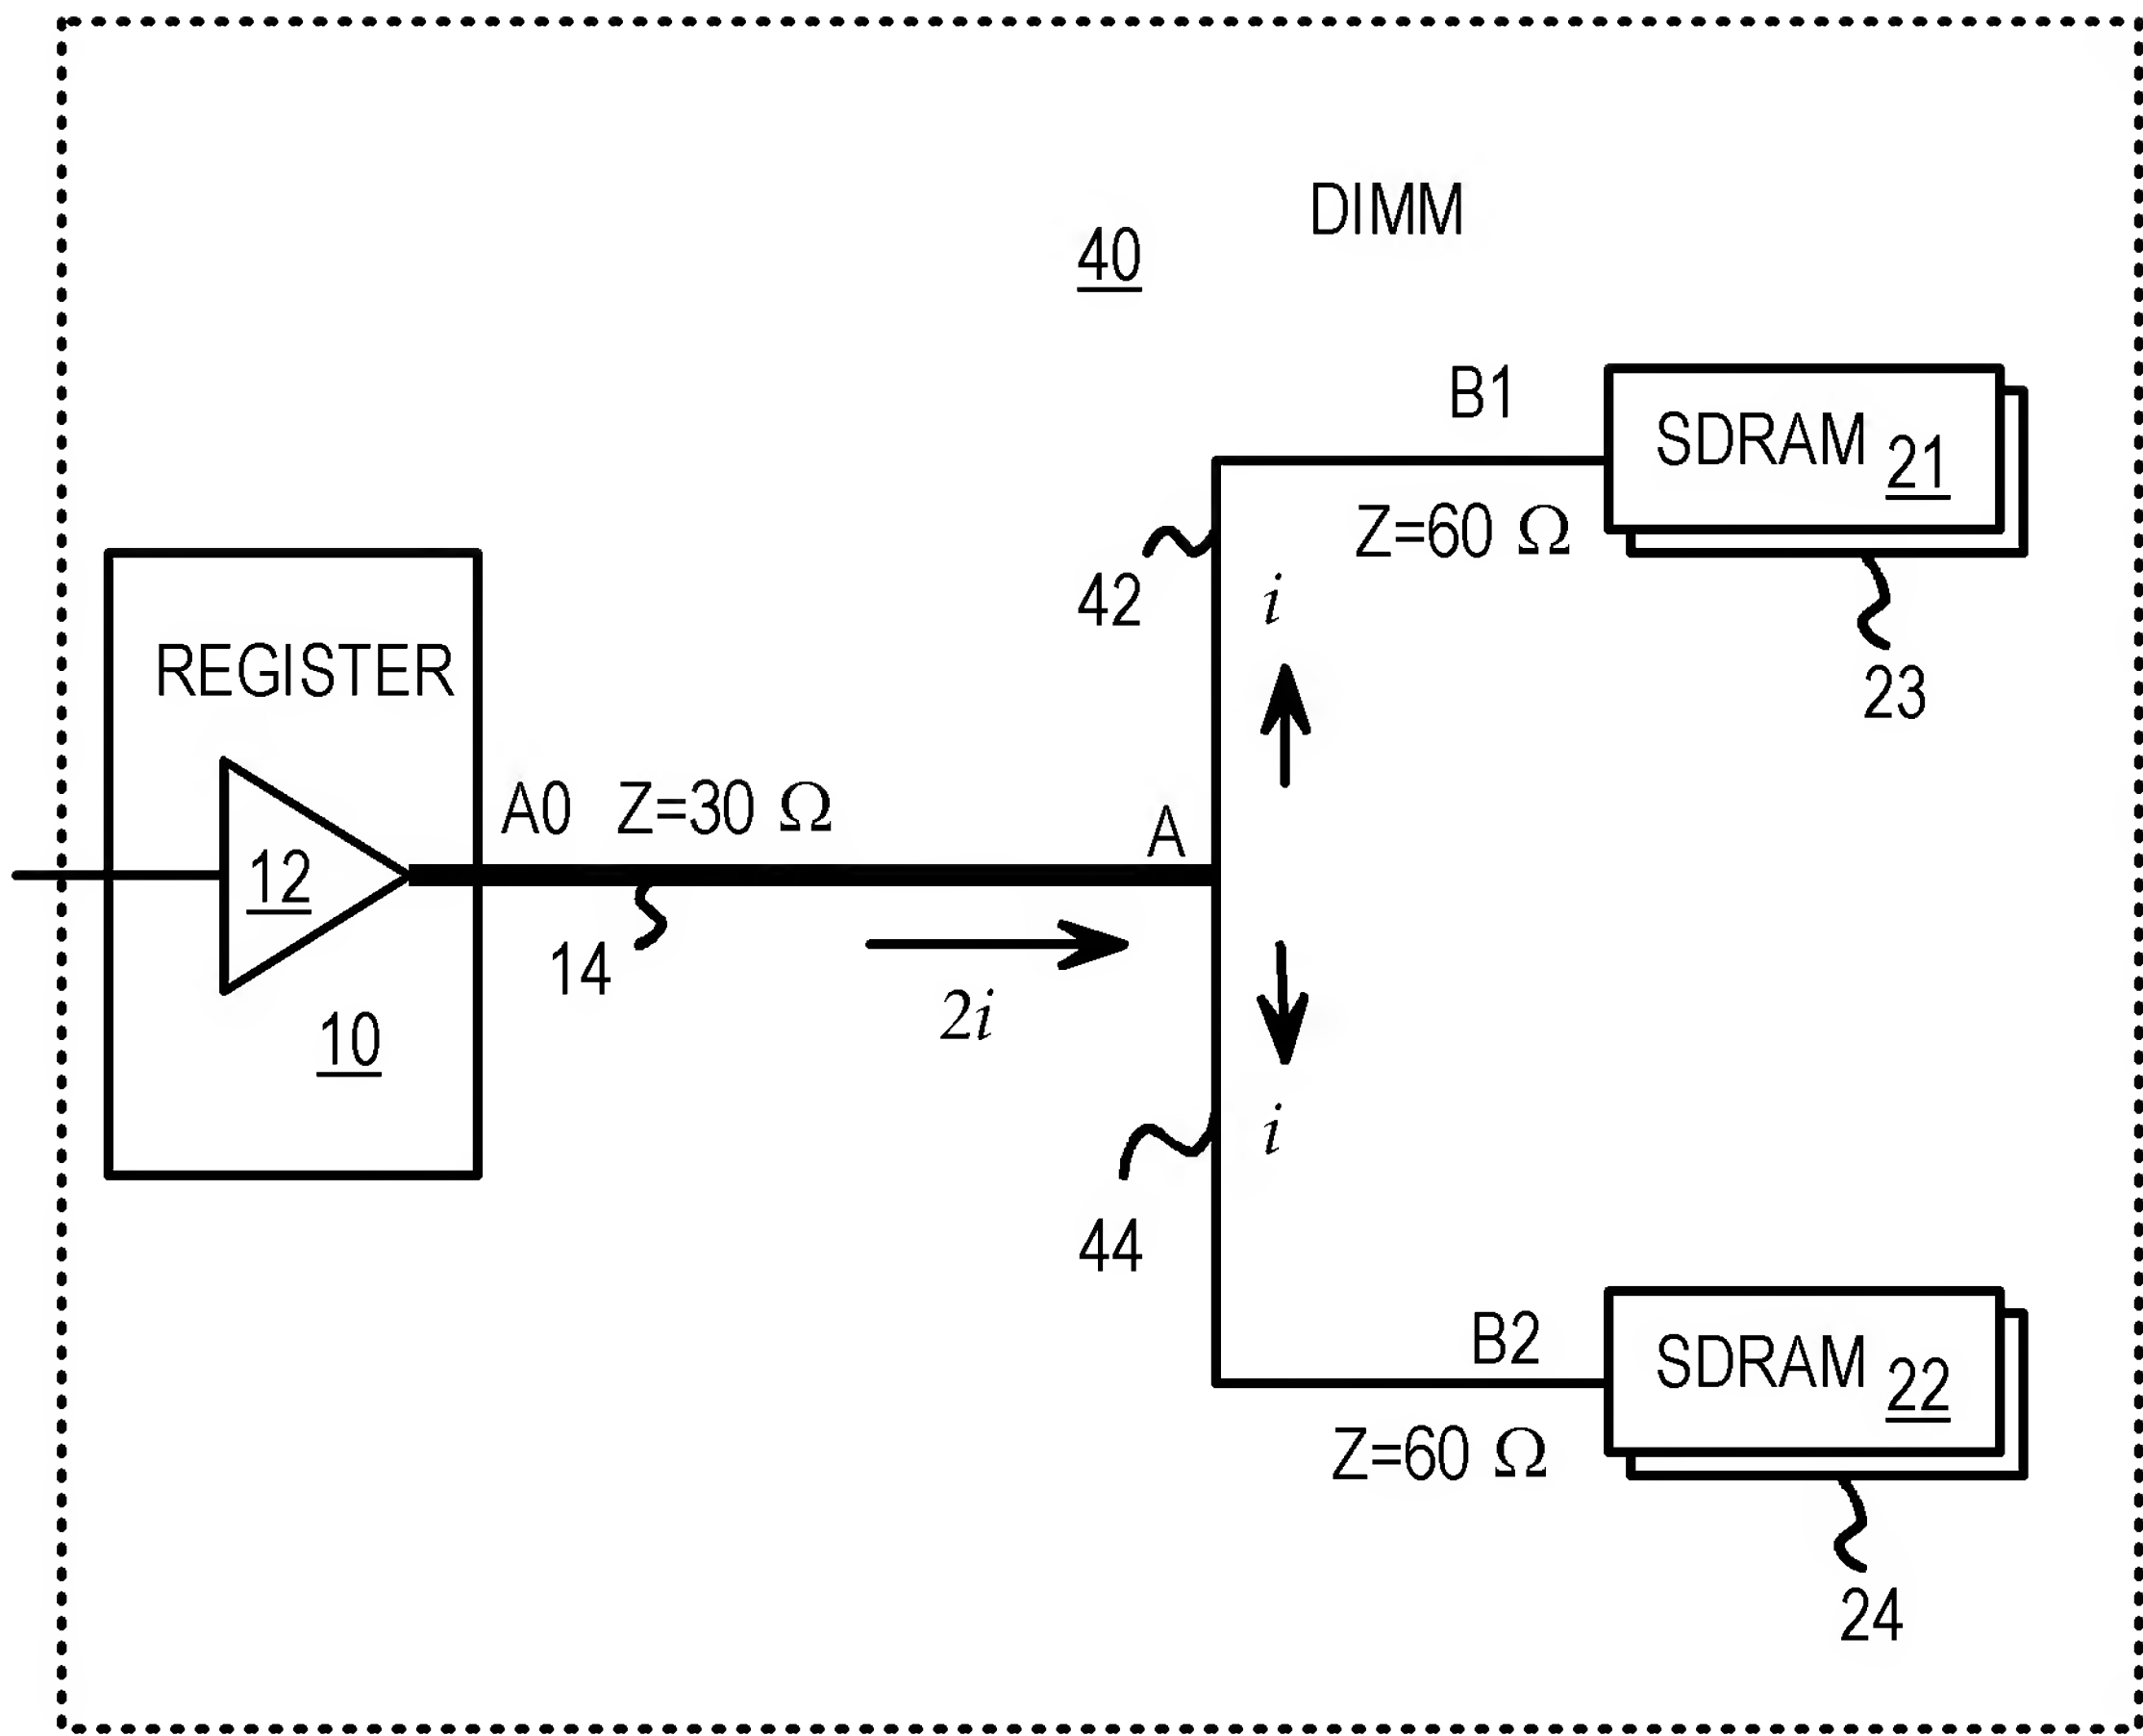 DIMM
40
B1
SDRAM 21
Z=60 Ω
42
i
REGISTER
23
A0 Z=30 Ω
A
12
14
2i
10
i
44
B2
SDRAM 22
Z=60 Ω
24